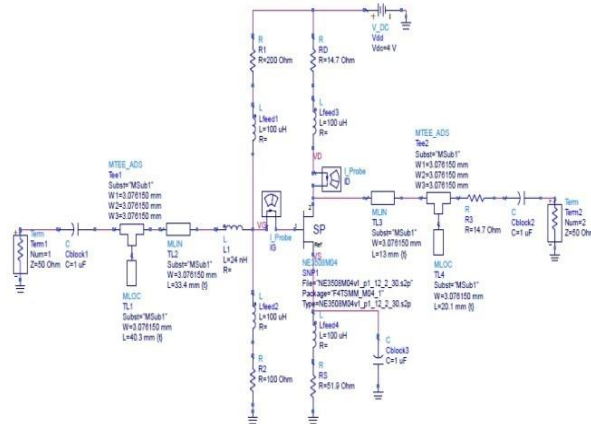 V_DC
Vdd
Vdc=4 V
R
R1
R=200 Ohm
R
RD
R=14.7 Ohm
L
Lfeed1
L=100 uH
R=
L
Lfeed3
L=100 uH
R=
MTEE_ADS
Tee1
Subst="MSub1"
W1=3.076150 mm
W2=3.076150 mm
W3=3.076150 mm
VD
I_Probe
ID
MTEE_ADS
Tee2
Subst="MSub1"
W1=3.076150 mm
W2=3.076150 mm
W3=3.076150 mm
Term
Term1
Num=1
Z=50 Ohm
C
Cblock1
C=1 uF
MLIN
TL2
Subst="MSub1"
W=3.076150 mm
L=33.4 mm {t}
L
L1
L=24 nH
R=
VG
I_Probe
IG
SP
Ref
MLIN
TL3
Subst="MSub1"
W=3.076150 mm
L=13 mm {t}
R
R3
R=14.7 Ohm
C
Cblock2
C=1 uF
Term
Term2
Num=2
Z=50 Ohm
MLOC
TL1
Subst="MSub1"
W=3.076150 mm
L=40.3 mm {t}
VS
NE3508M04
SNP1
File="NE3508M04v1_p1_12_2_30.s2p"
Package="F4TSMM_M04_1"
Type=NE3508M04v1_p1_12_2_30.s2p
MLOC
TL4
Subst="MSub1"
W=3.076150 mm
L=20.1 mm {t}
L
Lfeed2
L=100 uH
R=
L
Lfeed4
L=100 uH
R=
C
Cblock3
C=1 uF
R
R2
R=100 Ohm
R
RS
R=51.9 Ohm